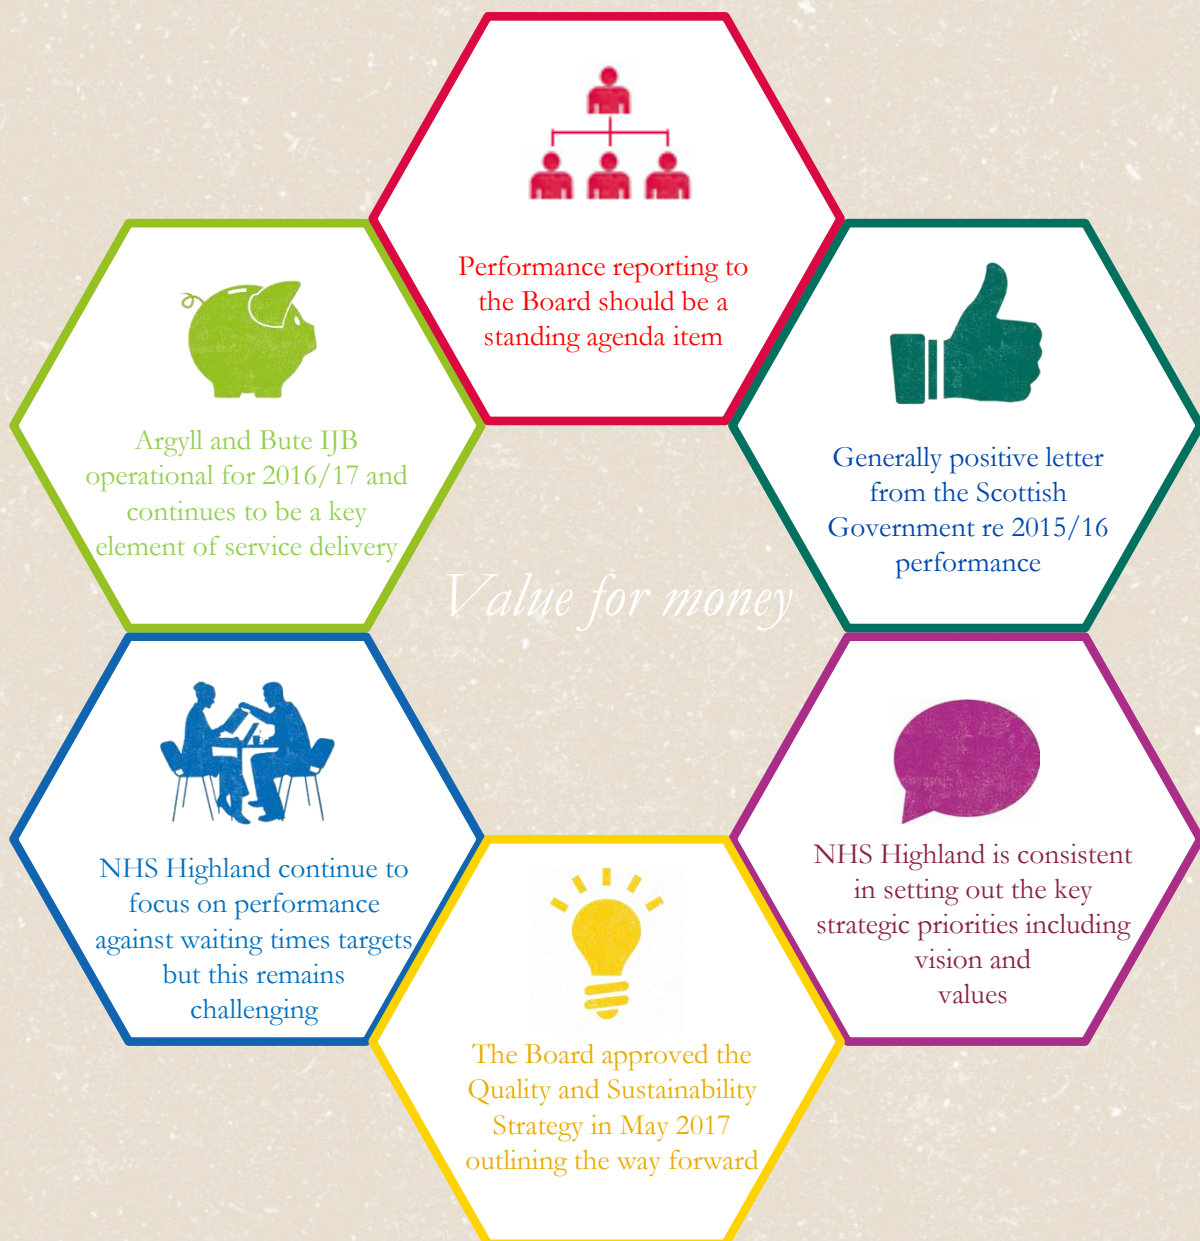 Performance reporting to
the Board should be a
standing agenda item
Argyll and Bute IJB
operational for 2016/17 and
continues to be a key
element of service delivery
Generally positive letter
from the Scottish
Government re 2015/16
performance
Value for money
NHS Highland continue to
focus on performance
against waiting times targets
but this remains
challenging
NHS Highland is consistent
in setting out the key
strategic priorities including
vision and
values
The Board approved the
Quality and Sustainability
Strategy in May 2017
outlining the way forward